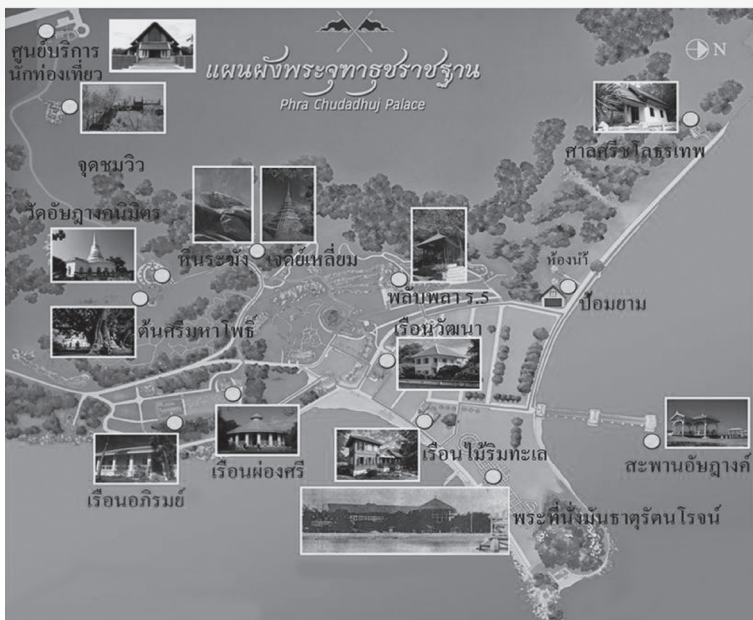 ศูนย์บริการ
นักท่องเที่ยว
แผนผังพระจุฑาธุชราชฐาน
Phra Chudadhuj Palace
N
ศาลศรีชโลธรเทพ
จุดชมวิว
วัดอัษฎางคนิมิตร
หินระฆัง
เจดีย์เหลี่ยม
พลับพลา ร.5
ห้องน้ำ
ป้อมยาม
ต้นศรีมหาโพธิ์
เรือนวัฒนา
เรือนอภิรมย์
เรือนผ่องศรี
เรือนไม้ริมทะเล
สะพานอัษฎางค์
พระที่นั่งมันธาตุรัตนโรจน์